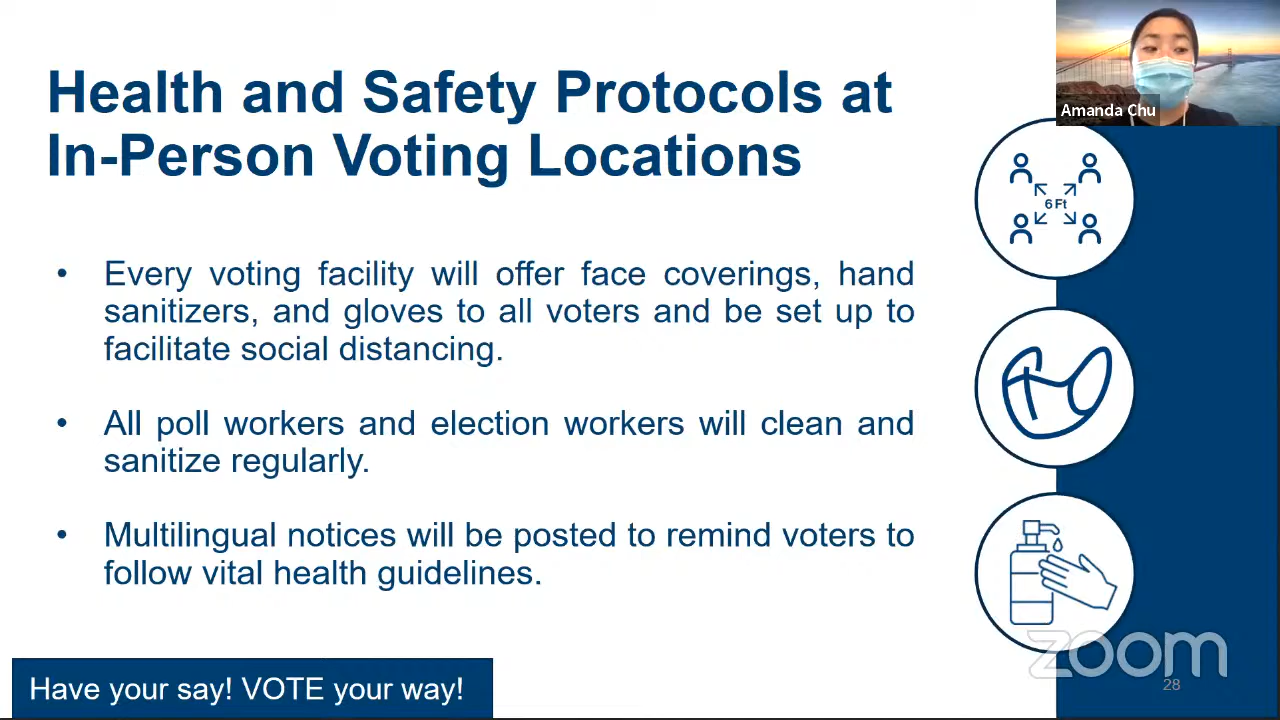 Health and Safety Protocols at
In-Person Voting Locations
Amanda Chu
6 Ft
• Every voting facility will offer face coverings, hand
sanitizers, and gloves to all voters and be set up to
facilitate social distancing.
• All poll workers and election workers will clean and
sanitize regularly.
• Multilingual notices will be posted to remind voters to
follow vital health guidelines.
zoom
28
Have your say! VOTE your way!